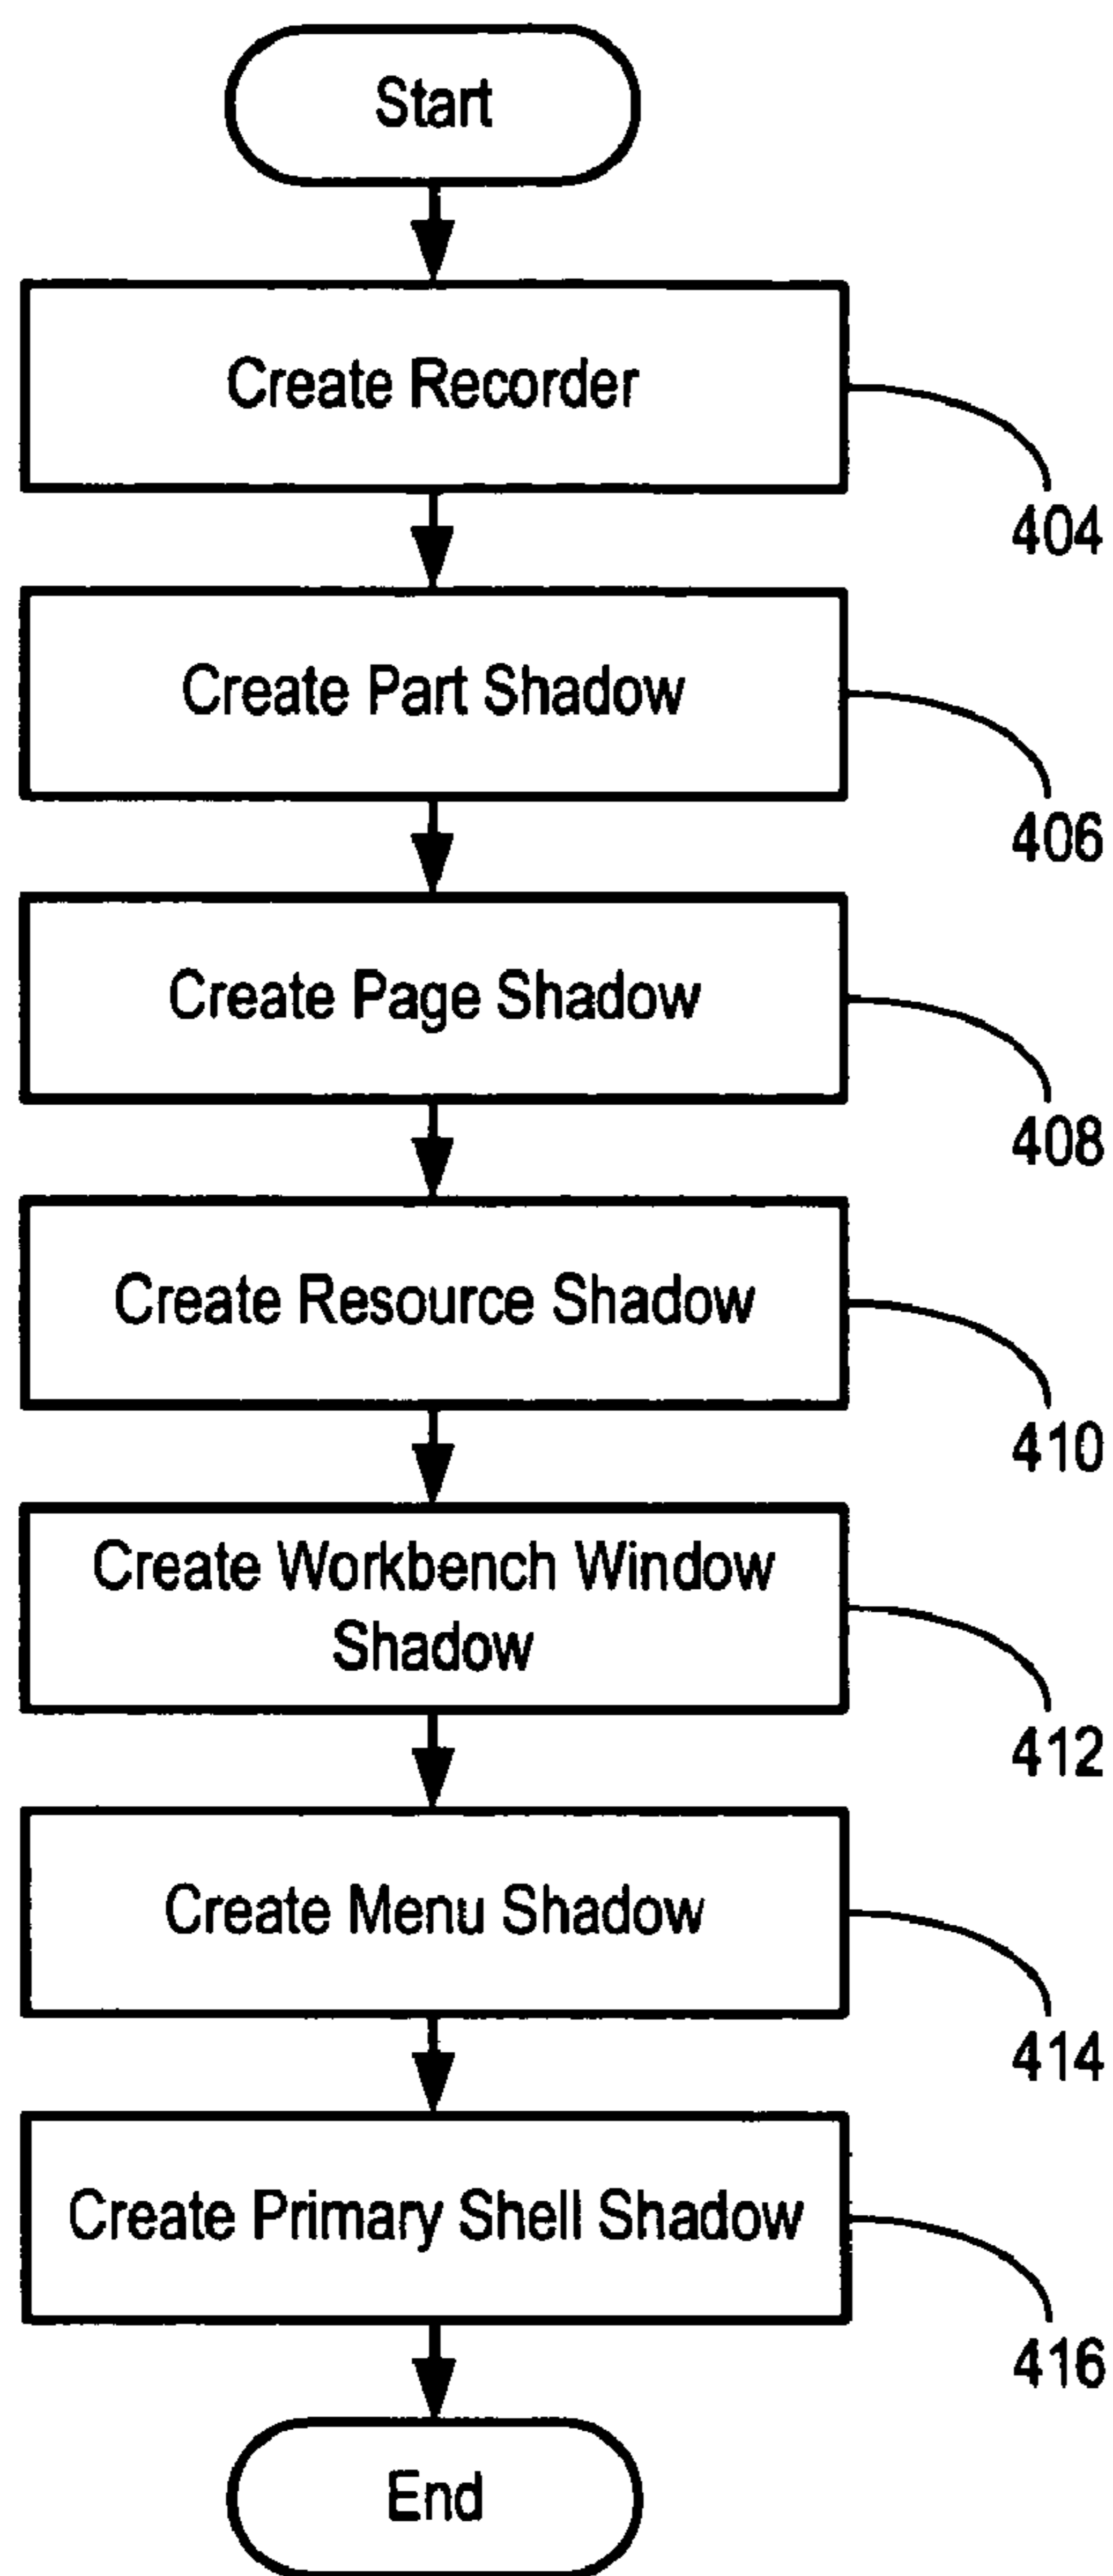 Start
Create Recorder
404
Create Part Shadow
406
Create Page Shadow
408
Create Resource Shadow
410
Create Workbench Window
Shadow
412
Create Menu Shadow
414
Create Primary Shell Shadow
416
End